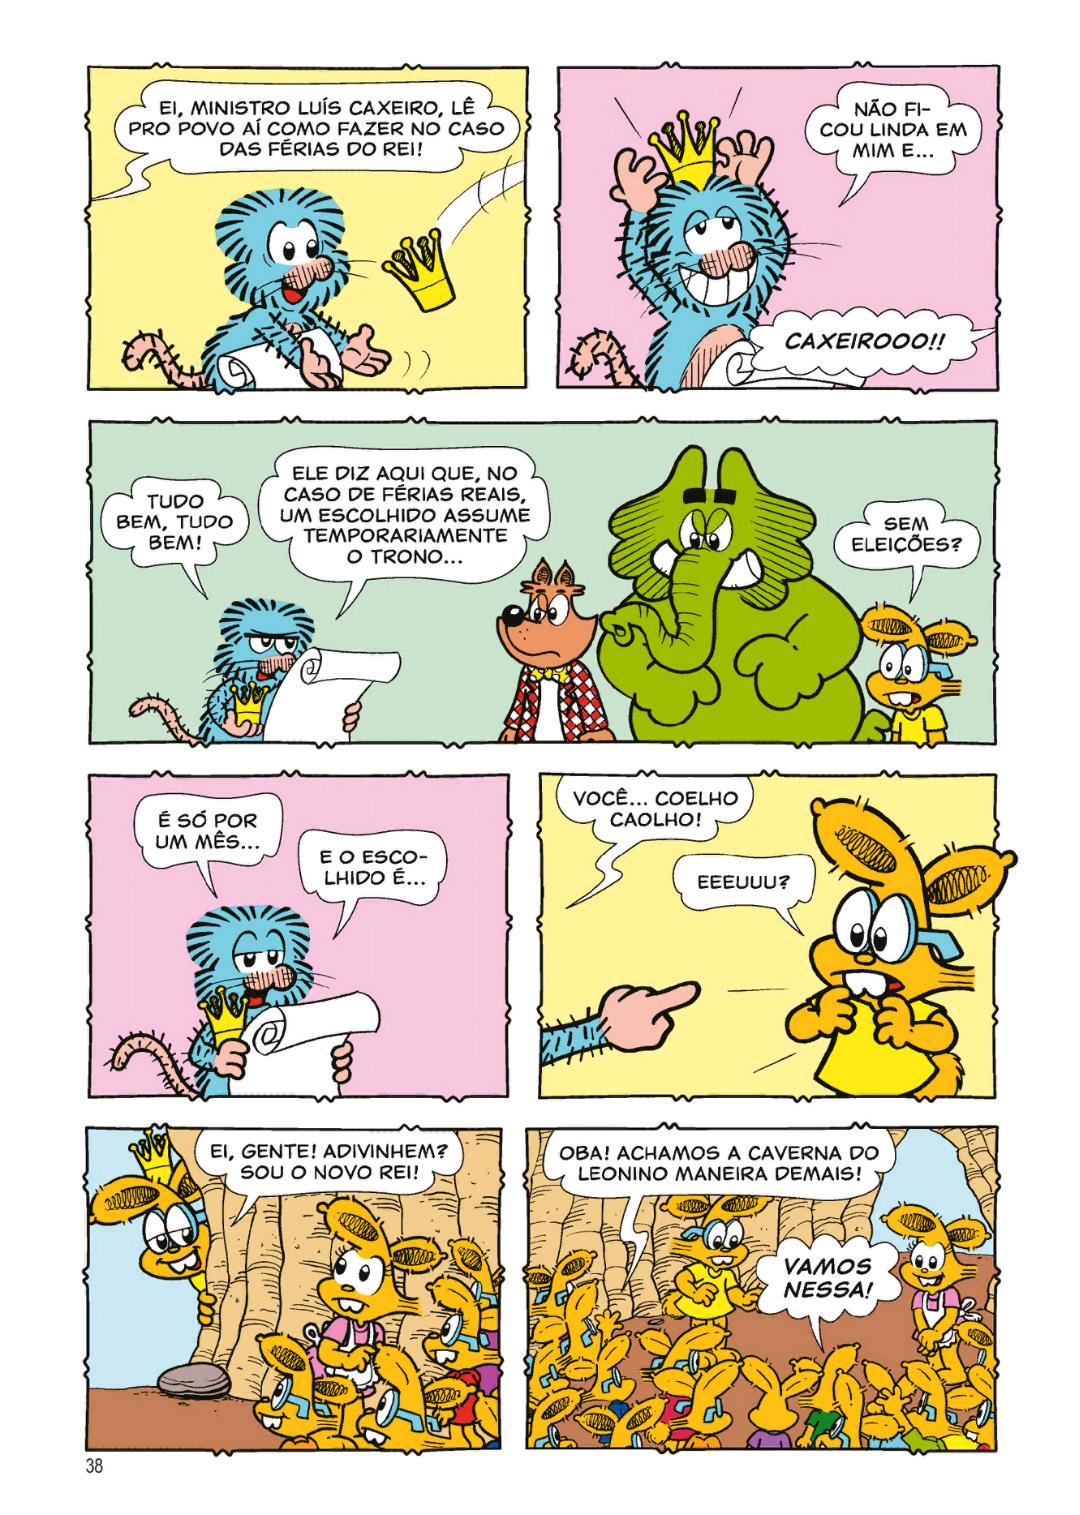 EI, MINISTRO LUÍS CAXEIRO, LÊ
PRO POVO AÍ COMO FAZER NO CASO
DAS FÉRIAS DO REI!
NÃO FI-
COU LINDA EM
MIM E...
CAXEIROOO!!
TUDO
BEM, TUDO
BEM!
ELE DIZ AQUI QUE, NO
CASO DE FÉRIAS REAIS,
UM ESCOLHIDO ASSUME
TEMPORARIAMENTE
O TRONO...
SEM
ELEIÇÕES?
É SÓ POR
UM MÊS...
E O ESCO-
LHIDO É...
VOCÊ... COELHO
CAOLHO!
EEEUUU?
EI, GENTE! ADIVINHEM?
SOU O NOVO REI!
OBA! ACHAMOS A CAVERNA DO
LEONINO MANEIRA DEMAIS!
VAMOS
NESSA!
38